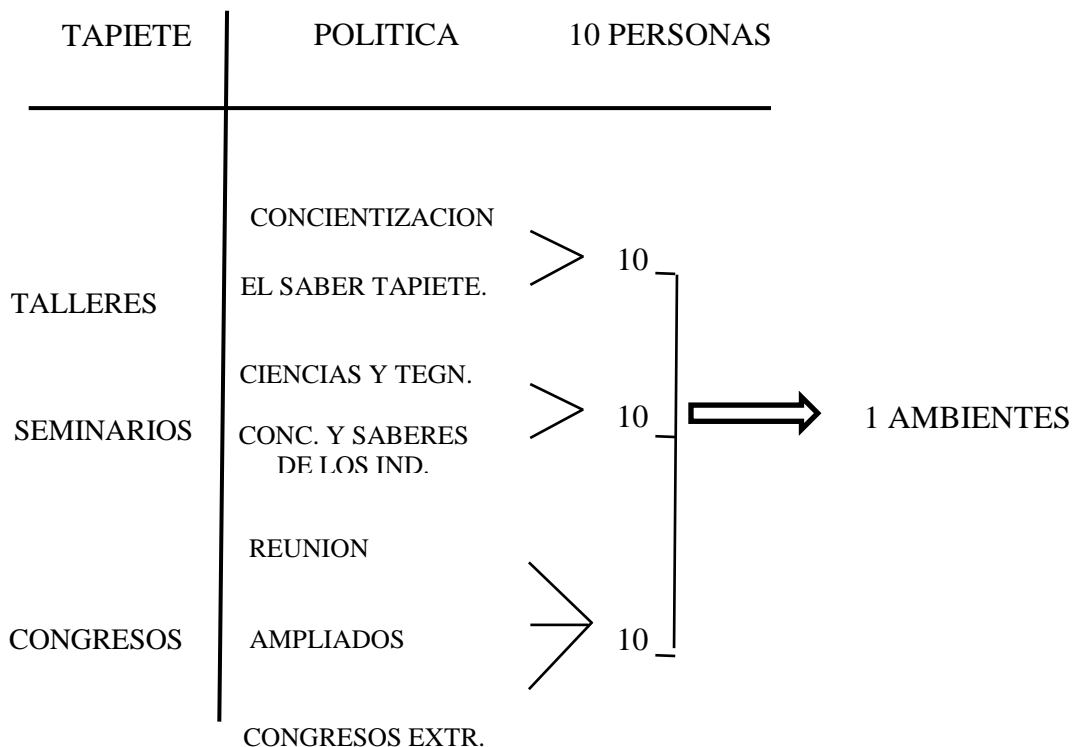 TAPIETE POLITICA 10 PERSONAS
CONCIENTIZACION
10
EL SABER TAPIETE.
TALLERES
CIENCIAS Y TEGN.
SEMINARIOS
10
1 AMBIENTES
CONC. Y SABERES
DE LOS IND.
REUNION
CONGRESOS
AMPLIADOS
10
CONGRESOS EXTR.